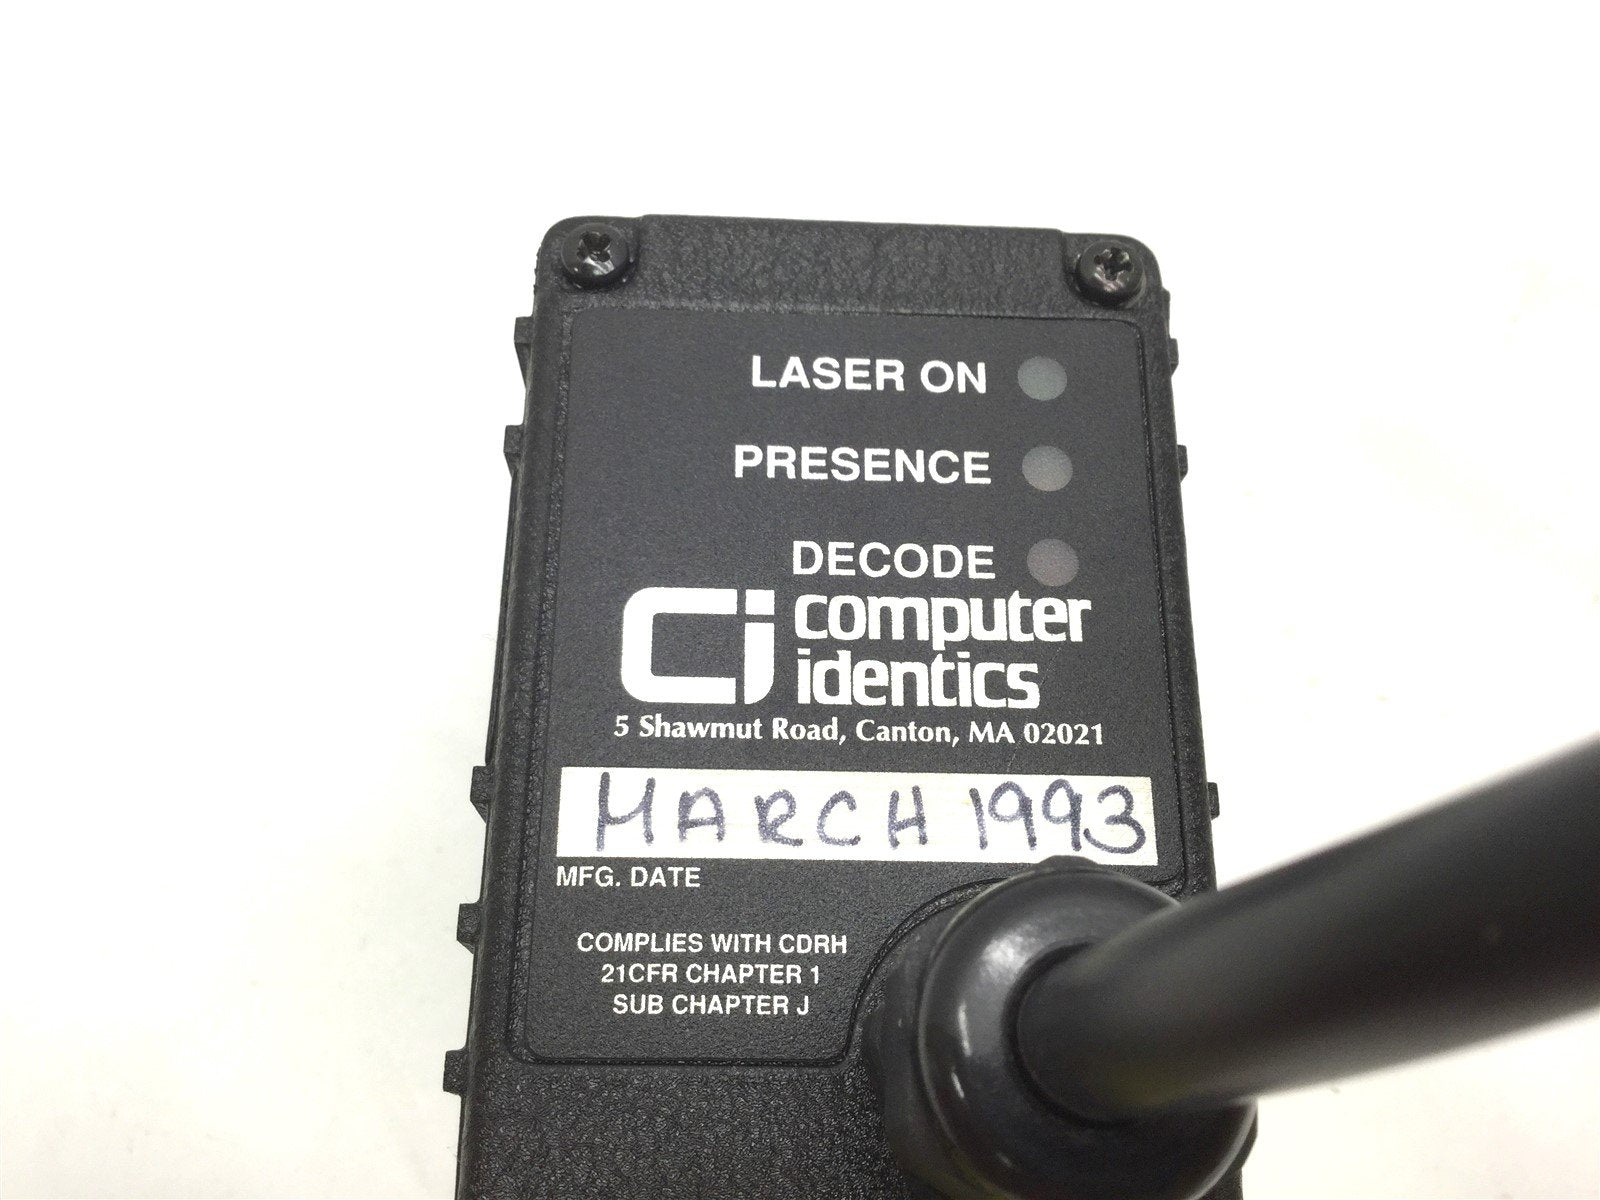 LASER ON
PRESENCE
DECODE
Ci computer
identics
5 Shawmut Road, Canton, MA 02021
MARCH 1993
MFG. DATE
COMPLIES WITH CDRH
21CFR CHAPTER 1
SUB CHAPTER J